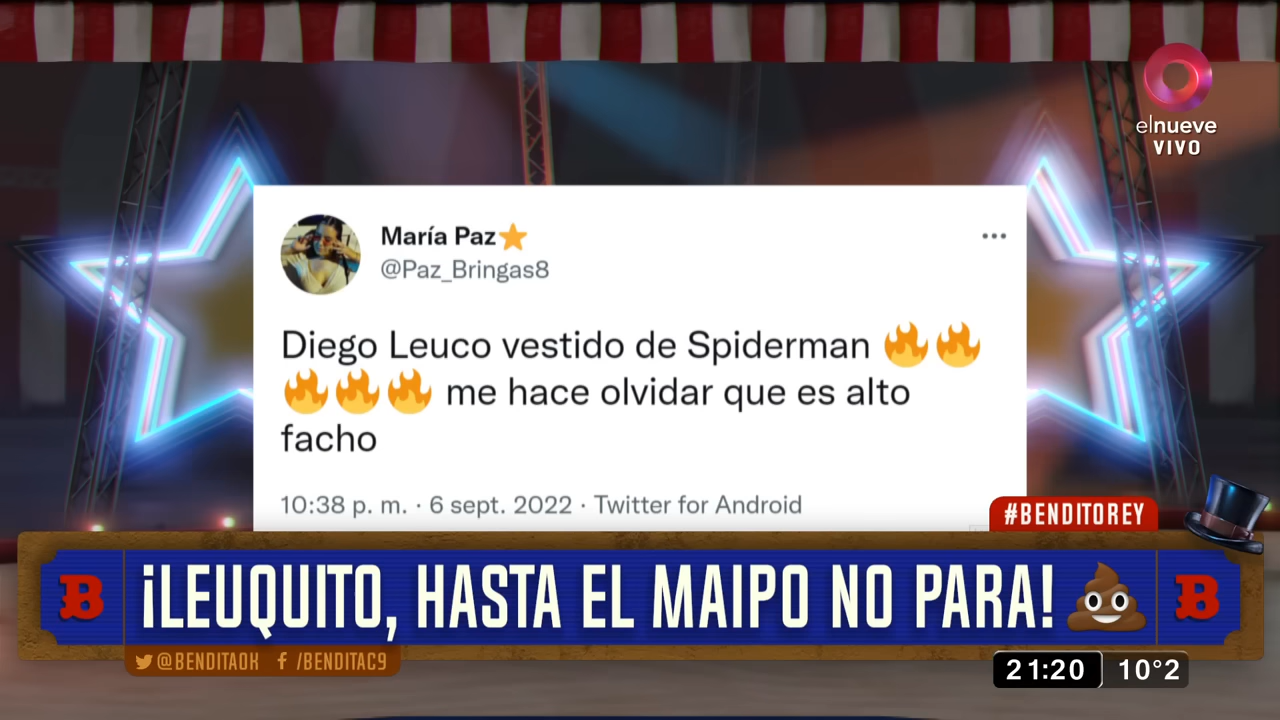 elnueve
VIVO
María Paz⭐
@Paz_Bringas8
Diego Leuco vestido de Spiderman 🔥🔥
🔥🔥🔥 me hace olvidar que es alto
facho
10:38 p. m. · 6 sept. 2022 · Twitter for Android
#BENDITOREY
B
¡LEUQUITO, HASTA EL MAIPO NO PARA! 💩
B
@BENDITAOK
/BENDITAC9
21:20
10°2